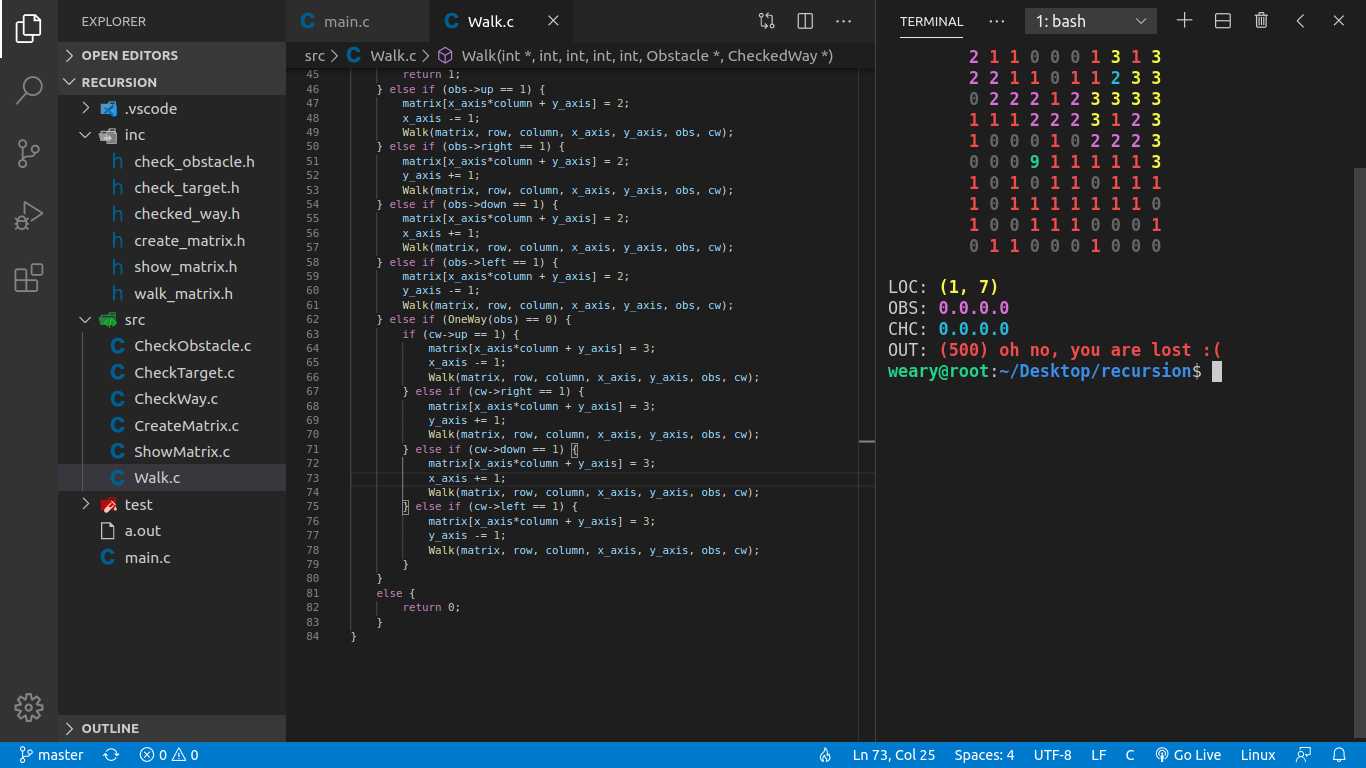 EXPLORER
OPEN EDITORS
RECURSION
.vscode
inc
h check_obstacle.h
h check_target.h
h checked_way.h
h create_matrix.h
h show_matrix.h
h walk_matrix.h
src
C CheckObstacle.c
C CheckTarget.c
C CheckWay.c
C CreateMatrix.c
C ShowMatrix.c
C Walk.c
test
a.out
C main.c
OUTLINE
C main.c
C Walk.c
src > C Walk.c > Walk(int *, int, int, int, int, Obstacle *, CheckedWay *)
45 return 1;
46 } else if (obs->up == 1) {
47 matrix[x_axis*column + y_axis] = 2;
48 x_axis -= 1;
49 Walk(matrix, row, column, x_axis, y_axis, obs, cw);
50 } else if (obs->right == 1) {
51 matrix[x_axis*column + y_axis] = 2;
52 y_axis += 1;
53 Walk(matrix, row, column, x_axis, y_axis, obs, cw);
54 } else if (obs->down == 1) {
55 matrix[x_axis*column + y_axis] = 2;
56 x_axis += 1;
57 Walk(matrix, row, column, x_axis, y_axis, obs, cw);
58 } else if (obs->left == 1) {
59 matrix[x_axis*column + y_axis] = 2;
60 y_axis -= 1;
61 Walk(matrix, row, column, x_axis, y_axis, obs, cw);
62 } else if (OneWay(obs) == 0) {
63 if (cw->up == 1) {
64 matrix[x_axis*column + y_axis] = 3;
65 x_axis -= 1;
66 Walk(matrix, row, column, x_axis, y_axis, obs, cw);
67 } else if (cw->right == 1) {
68 matrix[x_axis*column + y_axis] = 3;
69 y_axis += 1;
70 Walk(matrix, row, column, x_axis, y_axis, obs, cw);
71 } else if (cw->down == 1) {
72 matrix[x_axis*column + y_axis] = 3;
73 x_axis += 1;
74 Walk(matrix, row, column, x_axis, y_axis, obs, cw);
75 } else if (cw->left == 1) {
76 matrix[x_axis*column + y_axis] = 3;
77 y_axis -= 1;
78 Walk(matrix, row, column, x_axis, y_axis, obs, cw);
79 }
80 }
81 else {
82 return 0;
83 }
84 }
TERMINAL
1: bash
2 1 1 0 0 0 1 3 1 3
2 2 1 1 0 1 1 2 3 3
0 2 2 2 1 2 3 3 3 3
1 1 1 2 2 2 3 1 2 3
1 0 0 0 1 0 2 2 2 3
0 0 0 9 1 1 1 1 1 3
1 0 1 0 1 1 0 1 1 1
1 0 1 1 1 1 1 1 1 0
1 0 0 1 1 1 0 0 0 1
0 1 1 0 0 0 1 0 0 0
LOC: (1, 7)
OBS: 0.0.0.0
CHC: 0.0.0.0
OUT: (500) oh no, you are lost :(
weary@root:~/Desktop/recursion$
master
0 0
Ln 73, Col 25
Spaces: 4
UTF-8
LF
C
Go Live
Linux